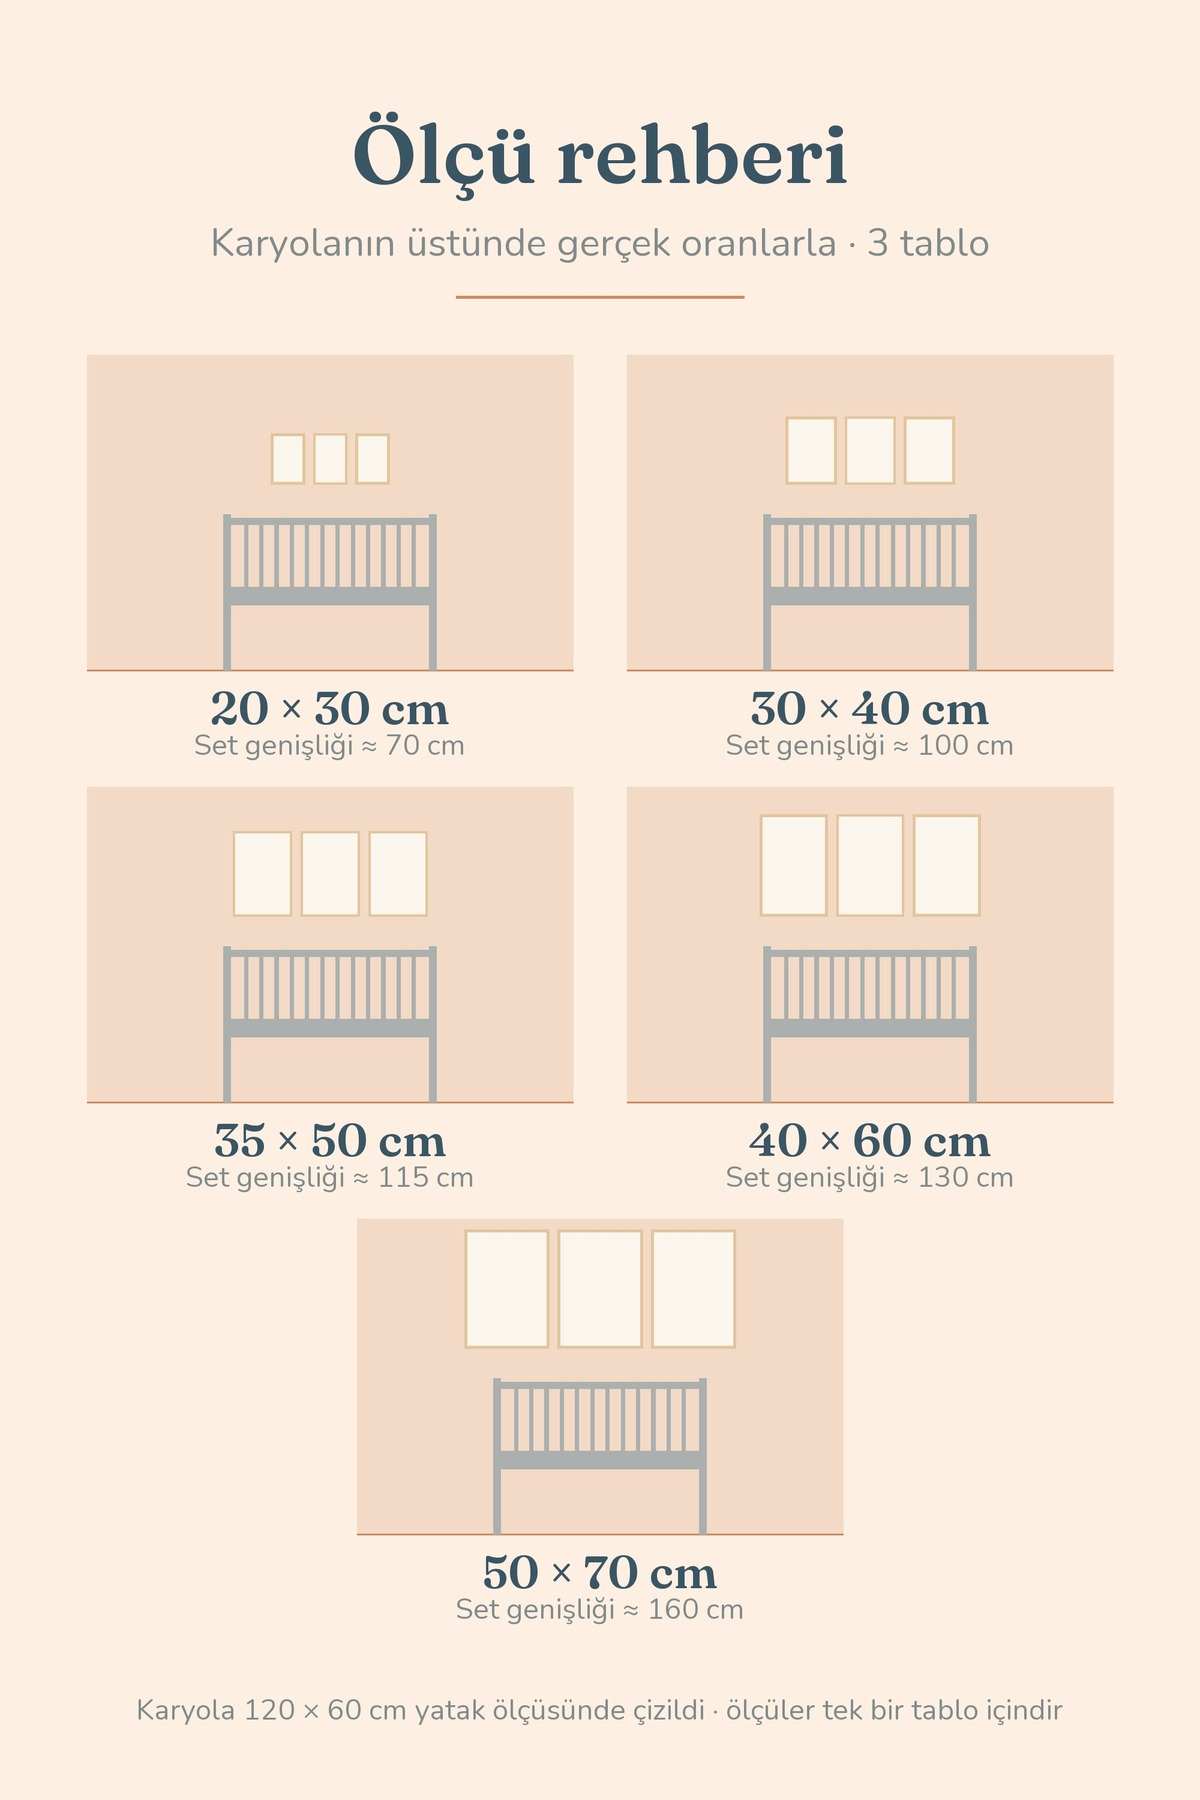 Ölçü rehberi
Karyolanın üstünde gerçek oranlarla · 3 tablo
20 × 30 cm
Set genişliği ≈ 70 cm
30 × 40 cm
Set genişliği ≈ 100 cm
35 × 50 cm
Set genişliği ≈ 115 cm
40 × 60 cm
Set genişliği ≈ 130 cm
50 × 70 cm
Set genişliği ≈ 160 cm
Karyola 120 × 60 cm yatak ölçüsünde çizildi · ölçüler tek bir tablo içindir